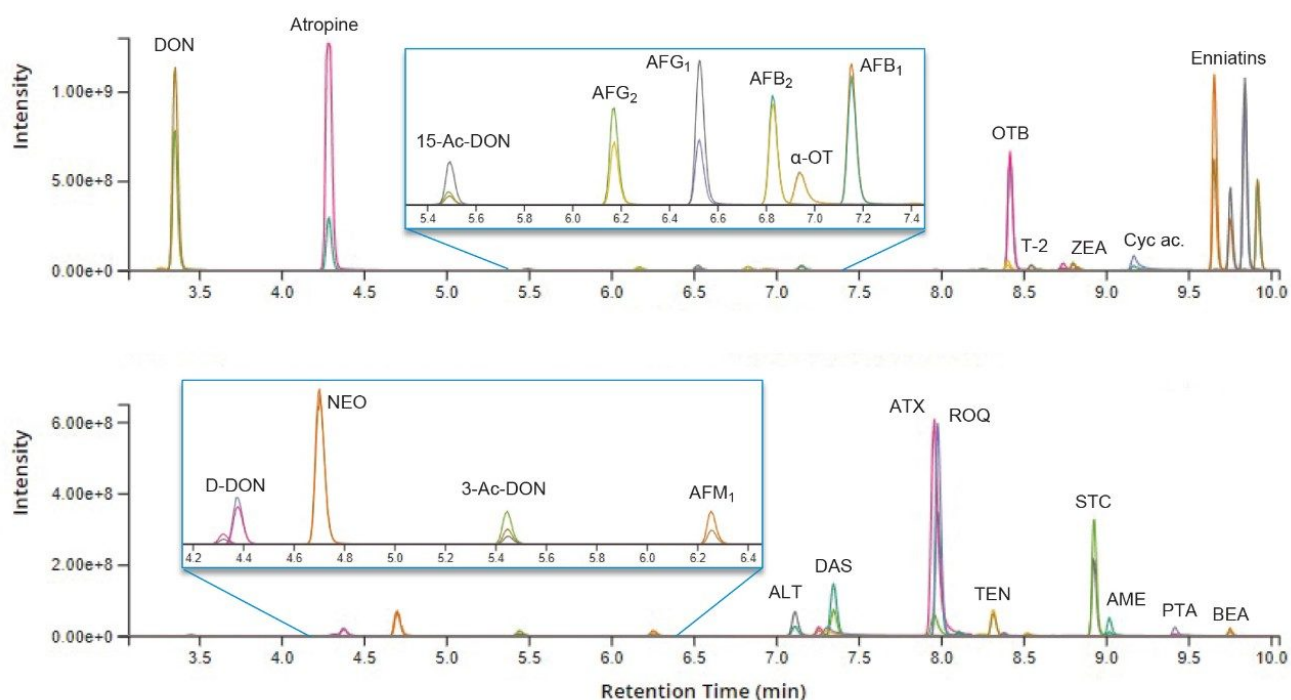 Atropine
DON
Enniatins
AFG₁
AFB₂
AFB₁
AFG₂
15-Ac-DON
α-OT
OTB
T-2
ZEA
Cyc ac.
Intensity
1.00e+9
5.00e+8
0.00e+0
5.4 5.6 5.8 6.0 6.2 6.4 6.6 6.8 7.0 7.2 7.4
3.5 4.0 4.5 5.0 5.5 6.0 6.5 7.0 7.5 8.0 8.5 9.0 9.5 10.0
NEO
ATX
ROQ
D-DON
3-Ac-DON
AFM₁
STC
DAS
ALT
TEN
AME
PTA
BEA
Intensity
6.00e+8
4.00e+8
2.00e+8
0.00e+0
4.2 4.4 4.6 4.8 5.0 5.2 5.4 5.6 5.8 6.0 6.2 6.4
3.5 4.0 4.5 5.0 5.5 6.0 6.5 7.0 7.5 8.0 8.5 9.0 9.5 10.0
Retention Time (min)